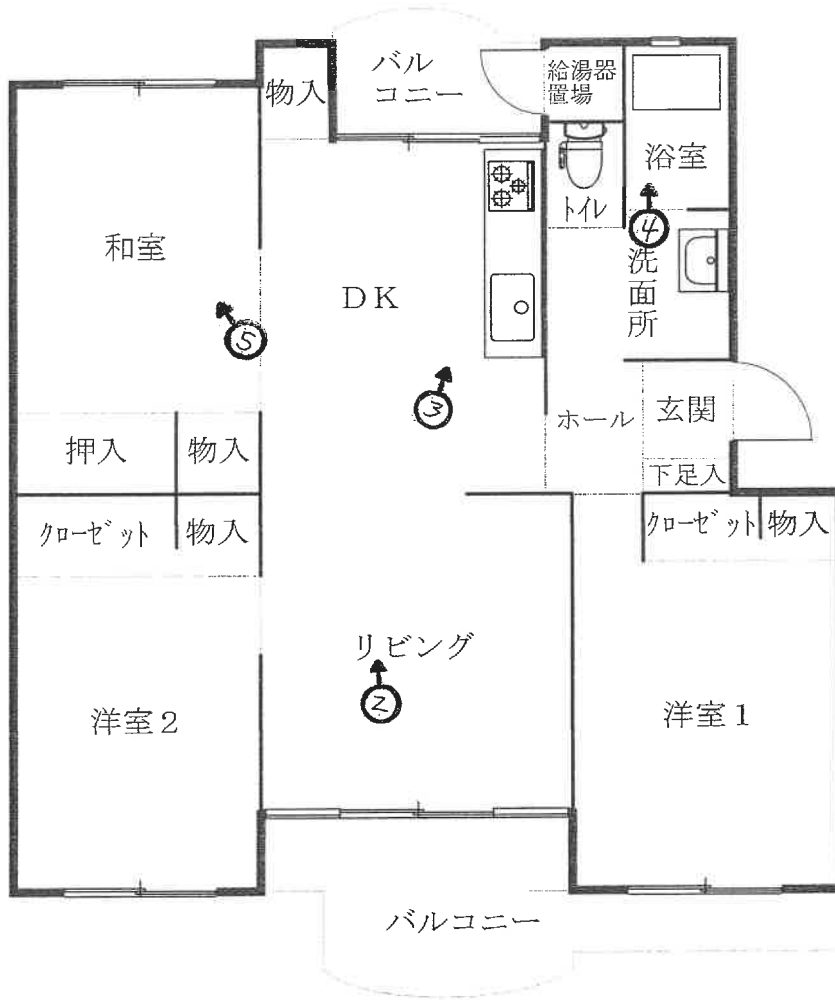 バル
コニー
給湯器
置場
物入
浴室
トイレ
④
和室
洗面所
DK
⑤
③
ホール
玄関
押入
物入
下足入
クローゼット
物入
クローゼット
物入
リビング
②
洋室2
洋室1
バルコニー